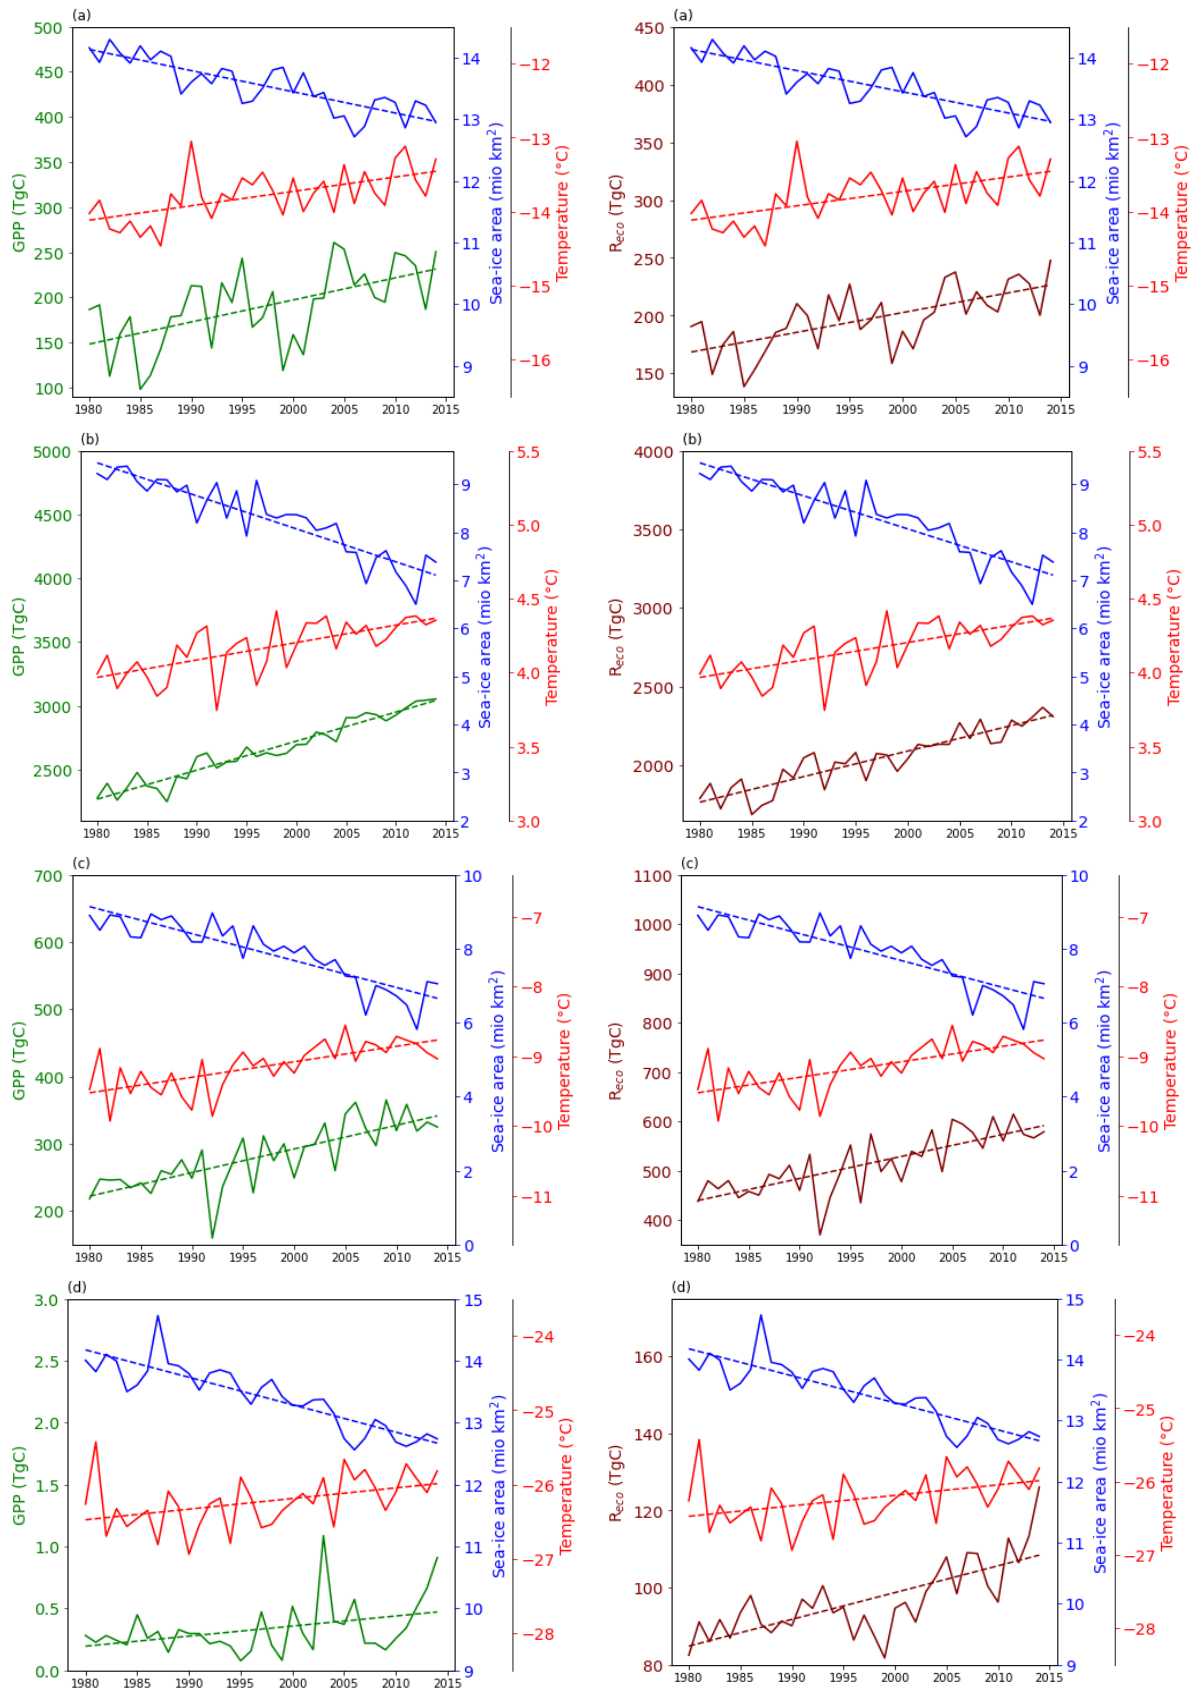 (a) (a)
500 14 −12 450 14 −12
450 400
400 13 −13 350 13 −13
350 12 300 12
300 −14 250 −14
250 11 11
200 10 −15 200 10 −15
150 9 −16 150 9 −16
100
GPP (TgC) Sea-ice area (mio km²) Temperature (°C) R_eco (TgC) Sea-ice area (mio km²) Temperature (°C)
1980 1985 1990 1995 2000 2005 2010 2015 1980 1985 1990 1995 2000 2005 2010 2015
(b) (b)
5000 9 5.5 4000 9 5.5
4500 8 5.0 3500 8 5.0
4000 7 4.5 3000 7 4.5
3500 6 4.0 6 4.0
3000 5 3.5 2500 5 3.5
2500 4 3.0 2000 4 3.0
3 3
2 2
GPP (TgC) Sea-ice area (mio km²) Temperature (°C) R_eco (TgC) Sea-ice area (mio km²) Temperature (°C)
1980 1985 1990 1995 2000 2005 2010 2015 1980 1985 1990 1995 2000 2005 2010 2015
(c) (c)
700 10 −7 1100 10 −7
600 8 −8 1000 8 −8
500 6 −9 900 6 −9
400 4 −10 800 4 −10
300 2 −11 700 2 −11
200 0 600 0
500
400
GPP (TgC) Sea-ice area (mio km²) Temperature (°C) R_eco (TgC) Sea-ice area (mio km²) Temperature (°C)
1980 1985 1990 1995 2000 2005 2010 2015 1980 1985 1990 1995 2000 2005 2010 2015
(d) (d)
3.0 15 −24 160 15 −24
2.5 14 −25 140 14 −25
2.0 13 −26 120 13 −26
1.5 12 −27 100 12 −27
1.0 11 −28 80 11 −28
0.5 10 10
0.0 9 9
GPP (TgC) Sea-ice area (mio km²) Temperature (°C) R_eco (TgC) Sea-ice area (mio km²) Temperature (°C)
1980 1985 1990 1995 2000 2005 2010 2015 1980 1985 1990 1995 2000 2005 2010 2015